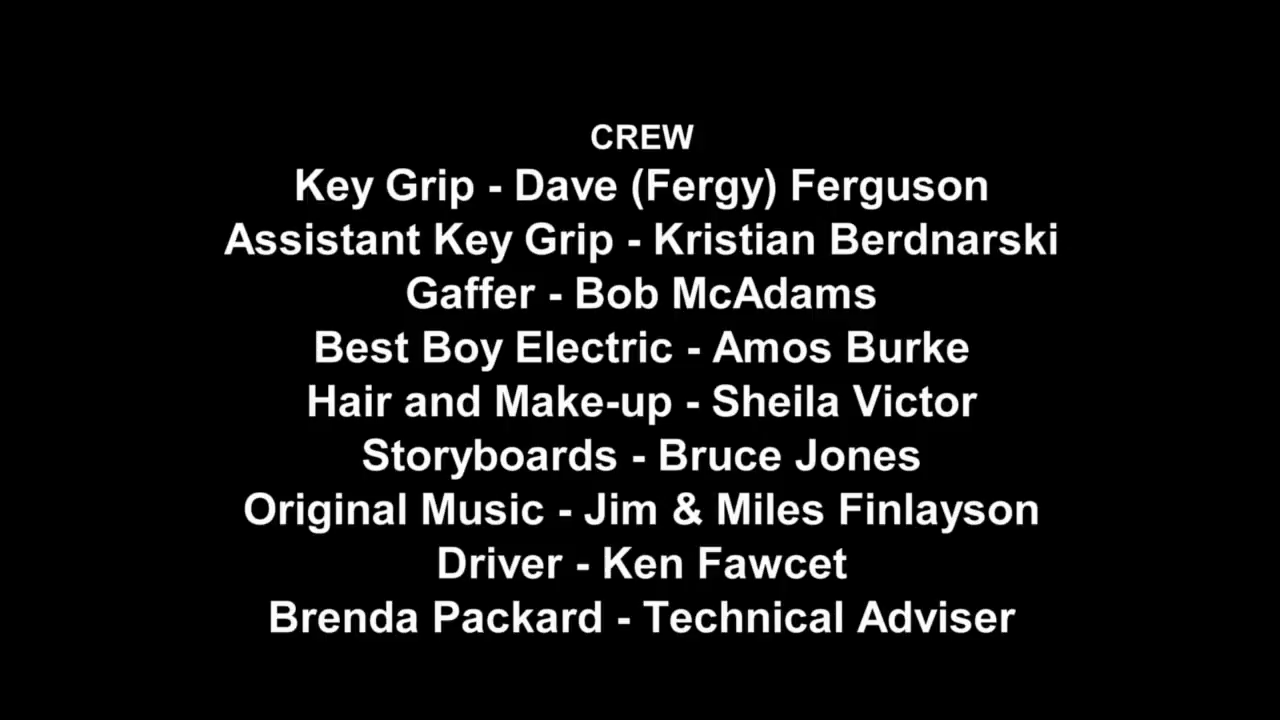 CREW
Key Grip - Dave (Fergy) Ferguson
Assistant Key Grip - Kristian Berdnarski
Gaffer - Bob McAdams
Best Boy Electric - Amos Burke
Hair and Make-up - Sheila Victor
Storyboards - Bruce Jones
Original Music - Jim & Miles Finlayson
Driver - Ken Fawcet
Brenda Packard - Technical Adviser